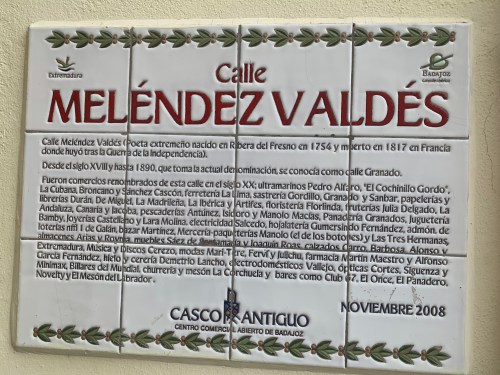 Extremadura
BADAJOZ
Calle
MELÉNDEZ VALDÉS
Calle Meléndez Valdés (Poeta extremeño nacido en Ribera del Fresno en 1754 y muerto en 1817 en Francia
donde huyó tras la Guerra de la Independencia).
Desde el siglo XVIII y hasta 1890, que toma la actual denominación, se conocía como calle Granado.
Fueron comercios renombrados de esta calle en el siglo XX; ultramarinos Pedro Alfaro, "El Cochinillo Gordo",
La Cubana, Broncano y Sánchez Cascón, ferretería La Lima, sastrería Gordillo, Granado y Sanbar, papelerías y
librerías Durán, De Miguel, La Madrileña, La Ibérica y Artifex, floristería Florlinda, fruterías Julia Delgado, La
Andaluza, Canaria y Jacoba, pescaderías Antúnez, Isidoro y Manolo Macías, Panadería Granados, Juguetería
Bamby, Joyerías Castellano y Lara Molina, electricidad Salcedo, hojalatería Gumersindo Fernández, admón. de
loterías nº 1 de Galán, bazar Martínez, Mercería-paquetería Manolo (el de los botones) y Las Tres Hermanas,
almacenes Arias y Royma, muebles Sáez de Santamaría y Joaquín Roas, calzados Carro, Barbosa, Alonso y
Extremadura, Música y Discos Cerezo, modas Mari-Tere, Fervi y Julichu, farmacia Martín Maestro y Alfonso
García Fernández, hielo y cerería Demetrio Lancho, electrodomésticos Vallejo, ópticas Cortes, Sigüenza y
Minimax, Billares del Mundial, churrería y mesón La Corchuela y bares como Club 67, El Orice, El Panadero,
Novelty y El Mesón del Labrador.
CASCO ANTIGUO
CENTRO COMERCIAL ABIERTO DE BADAJOZ
NOVIEMBRE 2008